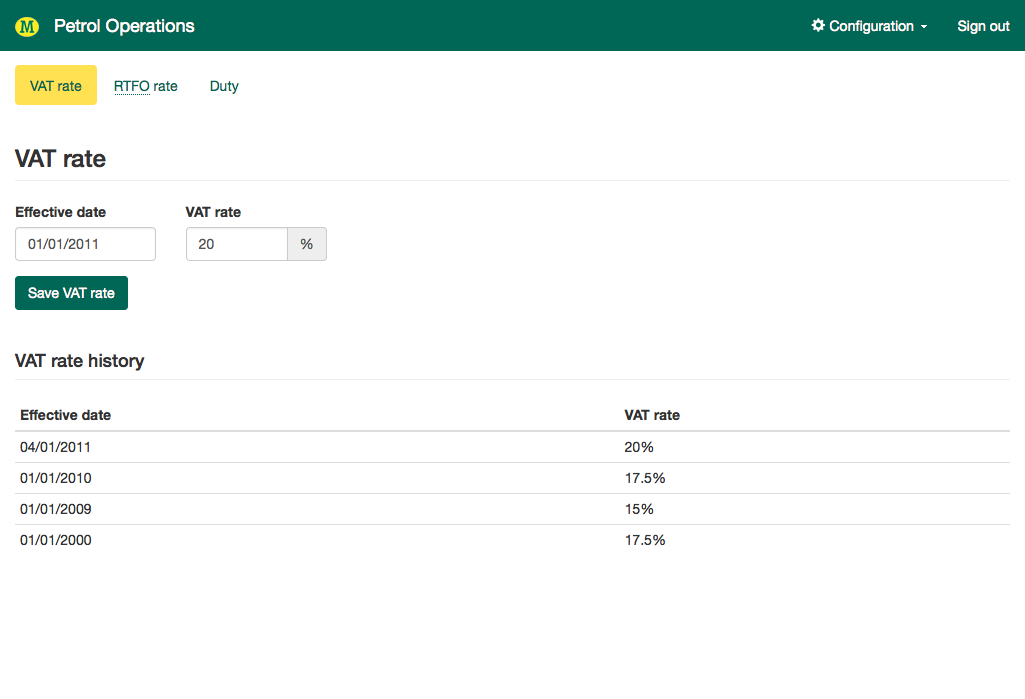 M Petrol Operations Configuration Sign out
VAT rate RTFO rate Duty
VAT rate
Effective date VAT rate
01/01/2011 20 %
Save VAT rate
VAT rate history
Effective date VAT rate
04/01/2011 20%
01/01/2010 17.5%
01/01/2009 15%
01/01/2000 17.5%